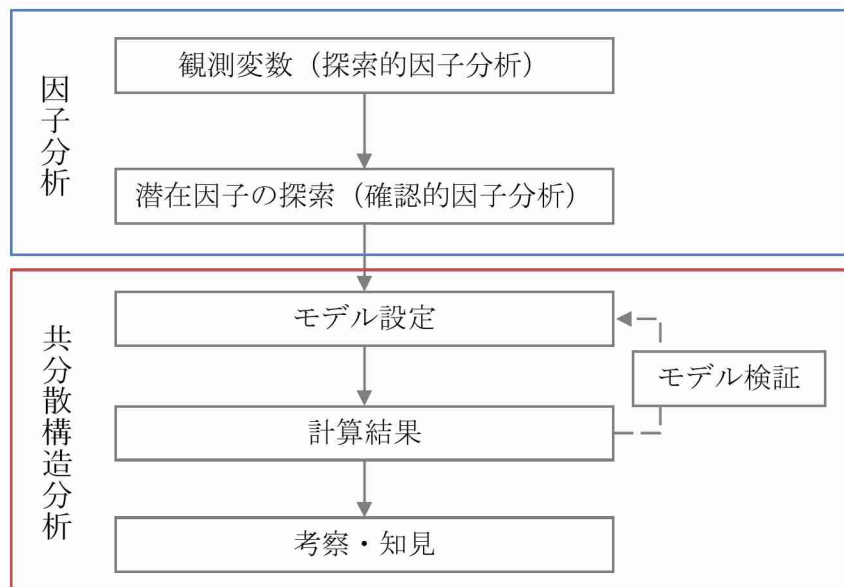 因子分析
観測変数（探索的因子分析）
潜在因子の探索（確認的因子分析）
共分散構造分析
モデル設定
モデル検証
計算結果
考察・知見